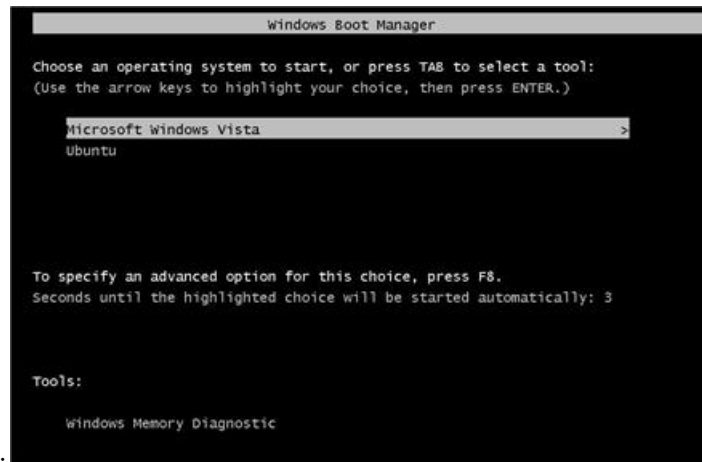 Windows Boot Manager
Choose an operating system to start, or press TAB to select a tool:
(Use the arrow keys to highlight your choice, then press ENTER.)
Microsoft Windows Vista >
Ubuntu
To specify an advanced option for this choice, press F8.
Seconds until the highlighted choice will be started automatically: 3
Tools:
Windows Memory Diagnostic